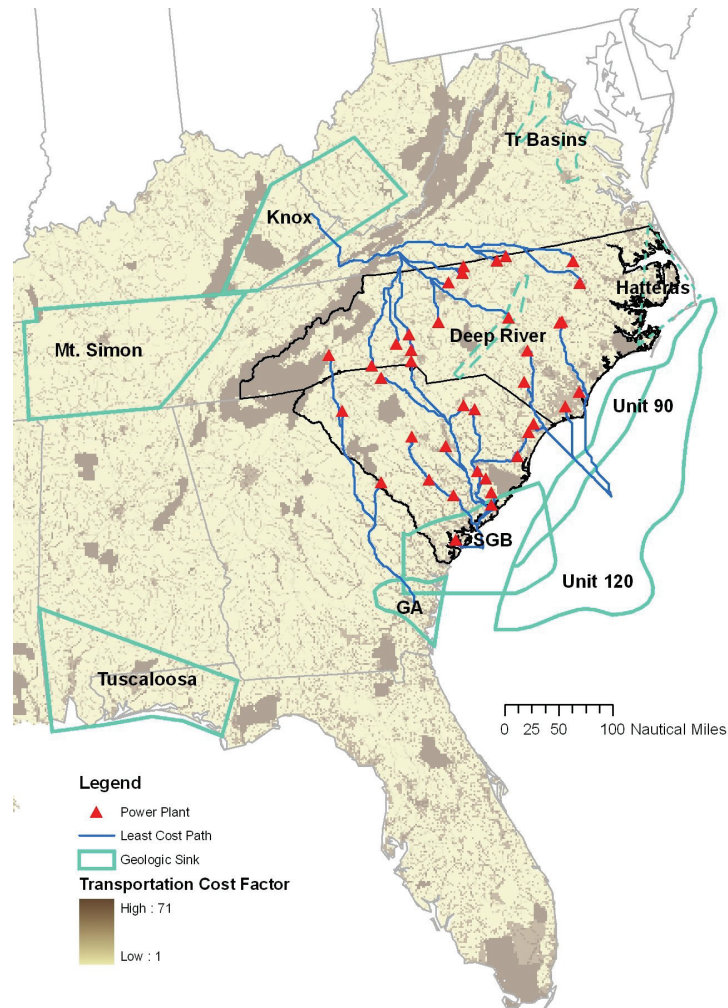 Tr Basins
Knox
Hatteras
Deep River
Mt. Simon
Unit 90
SGB
Unit 120
GA
Tuscaloosa
0 25 50 100 Nautical Miles
Legend
Power Plant
Least Cost Path
Geologic Sink
Transportation Cost Factor
High : 71
Low : 1